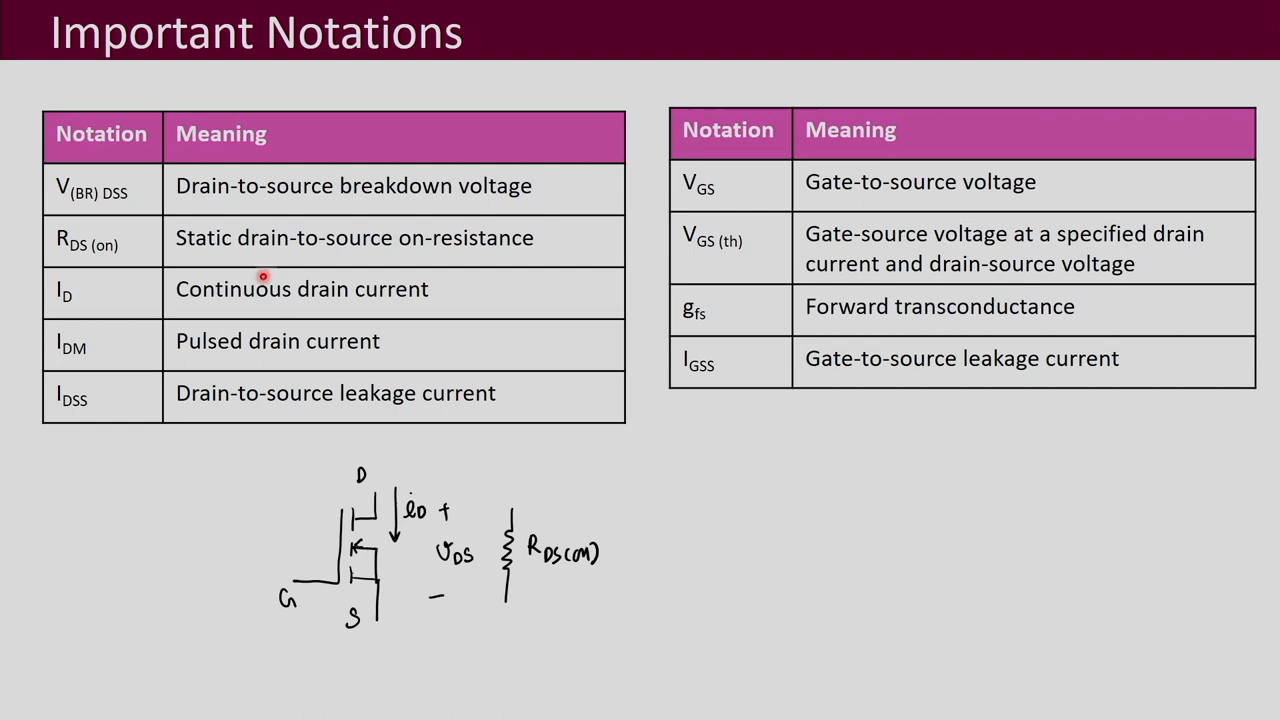 Important Notations
Notation Meaning
V(BR) DSS Drain-to-source breakdown voltage
RDS (on) Static drain-to-source on-resistance
ID Continuous drain current
IDM Pulsed drain current
IDSS Drain-to-source leakage current
Notation Meaning
VGS Gate-to-source voltage
VGS (th) Gate-source voltage at a specified drain
current and drain-source voltage
gfs Forward transconductance
IGSS Gate-to-source leakage current
D
iD +
vDS
RDS(on)
G
S
−